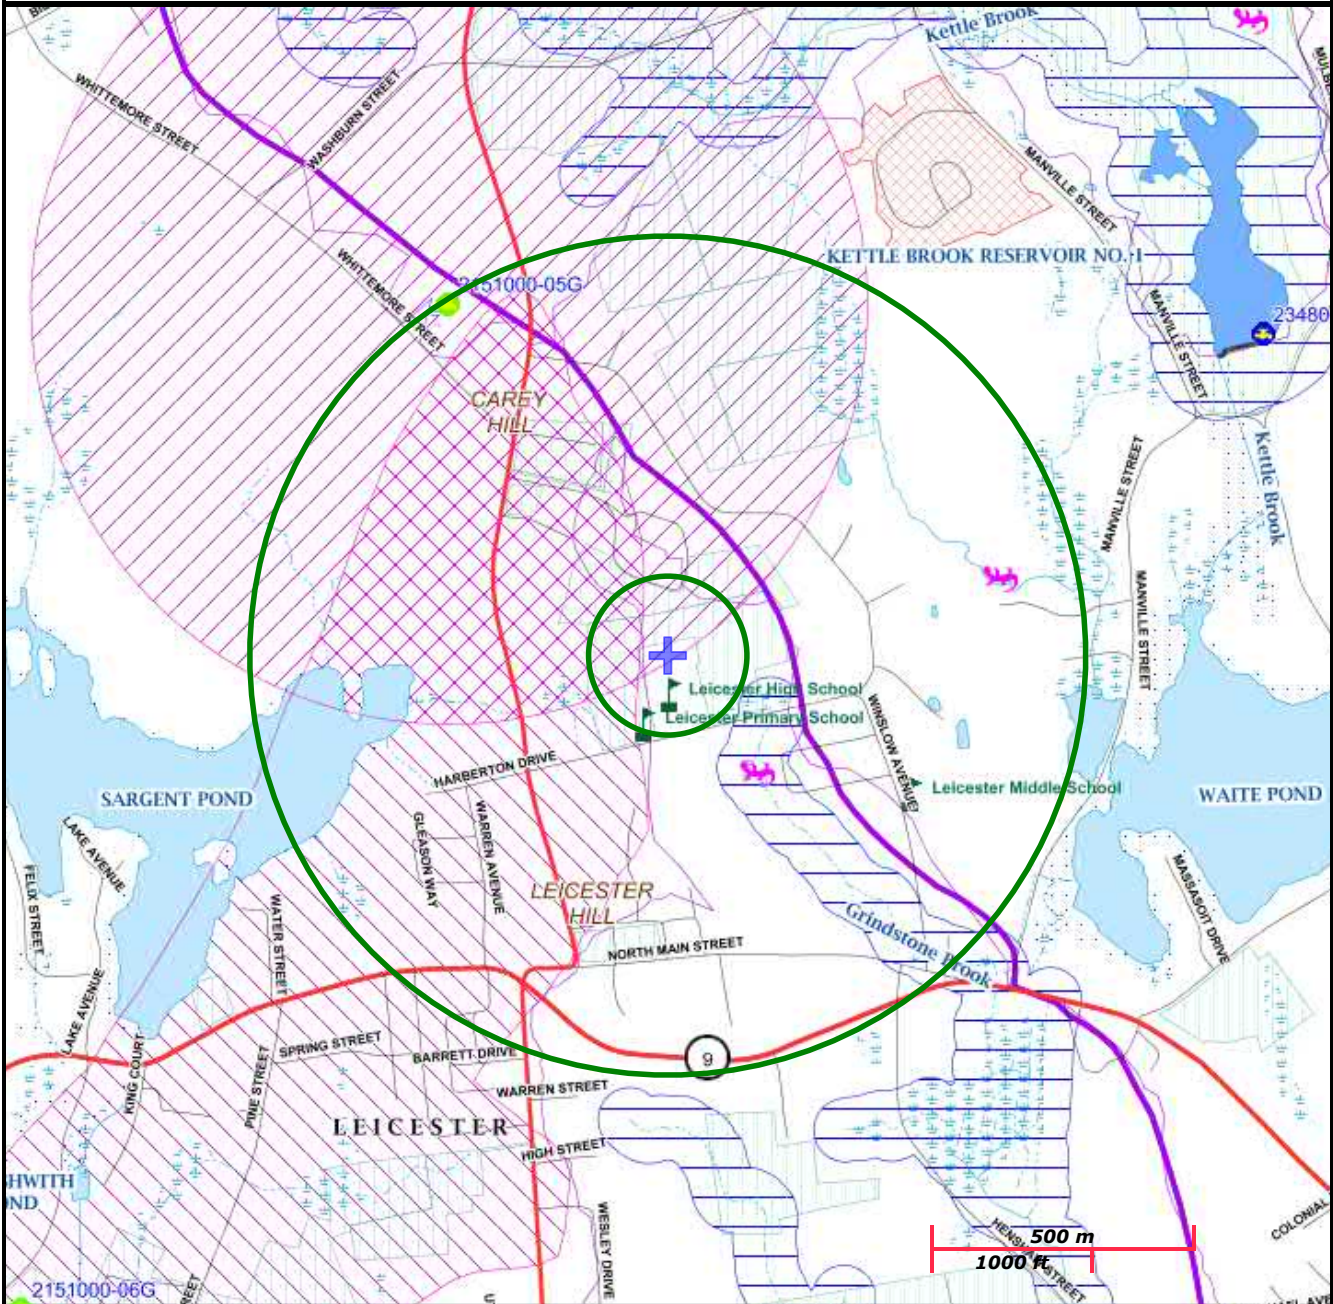 Kettle Brook
WHITTEMORE STREET
WASHBURN STREET
MANVILLE STREET
KETTLE BROOK RESERVOIR NO. 1
WHITTEMORE STREET
2151000-05G
MANVILLE STREET
23480
CAREY
HILL
MANVILLE STREET
Kettle Brook
MANVILLE STREET
Leicester High School
Leicester Primary School
WINSLOW AVENUE
HARBERTON DRIVE
Leicester Middle School
SARGENT POND
WAITE POND
LAKE AVENUE
GLEASON WAY
WARREN AVENUE
FELIX STREET
MASSASOIT DRIVE
LEICESTER
HILL
WATER STREET
Grindstone Brook
NORTH MAIN STREET
LAKE AVENUE
SPRING STREET
BARRETT DRIVE
9
KING COURT
PINE STREET
WARREN STREET
LEICESTER
HIGH STREET
HWITH
OND
WESLEY DRIVE
COLONIAL
500 m
1000 ft
2151000-06G
REET